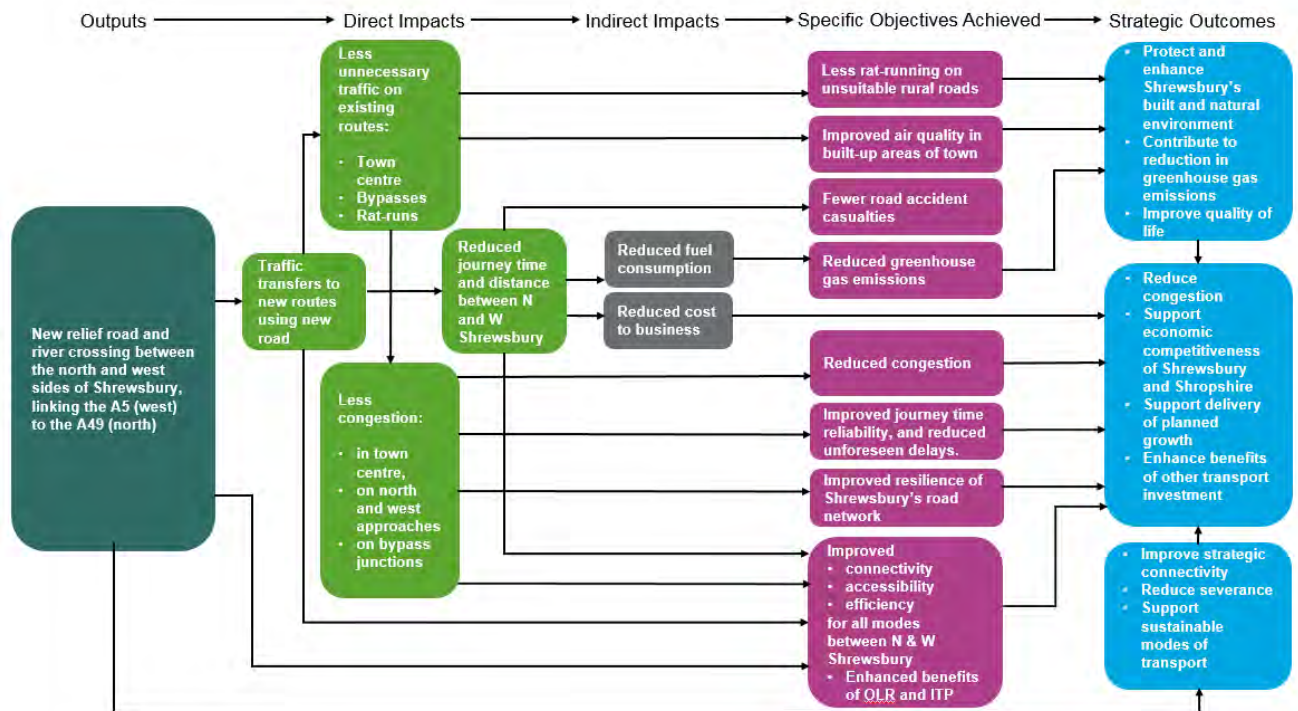 Outputs
Direct Impacts
Indirect Impacts
Specific Objectives Achieved
Strategic Outcomes
New relief road and
river crossing between
the north and west
sides of Shrewsbury,
linking the A5 (west)
to the A49 (north)
Traffic
transfers to
new routes
using new
road
Less
unnecessary
traffic on
existing
routes:
• Town
centre
• Bypasses
• Rat-runs
Less
congestion:
• in town
centre,
• on north
and west
approaches
• on bypass
junctions
Reduced
journey time
and distance
between N
and W
Shrewsbury
Reduced fuel
consumption
Reduced cost
to business
Less rat-running on
unsuitable rural roads
Improved air quality in
built-up areas of town
Fewer road accident
casualties
Reduced greenhouse
gas emissions
Reduced congestion
Improved journey time
reliability, and reduced
unforeseen delays.
Improved resilience of
Shrewsbury's road
network
Improved
• connectivity
• accessibility
• efficiency
for all modes
between N & W
Shrewsbury
• Enhanced benefits
of OLR and ITP
• Protect and
enhance
Shrewsbury's
built and natural
environment
• Contribute to
reduction in
greenhouse gas
emissions
• Improve quality of
life
• Reduce
congestion
• Support
economic
competitiveness
of Shrewsbury
and Shropshire
• Support delivery
of planned
growth
• Enhance benefits
of other transport
investment
• Improve strategic
connectivity
• Reduce severance
• Support
sustainable
modes of
transport